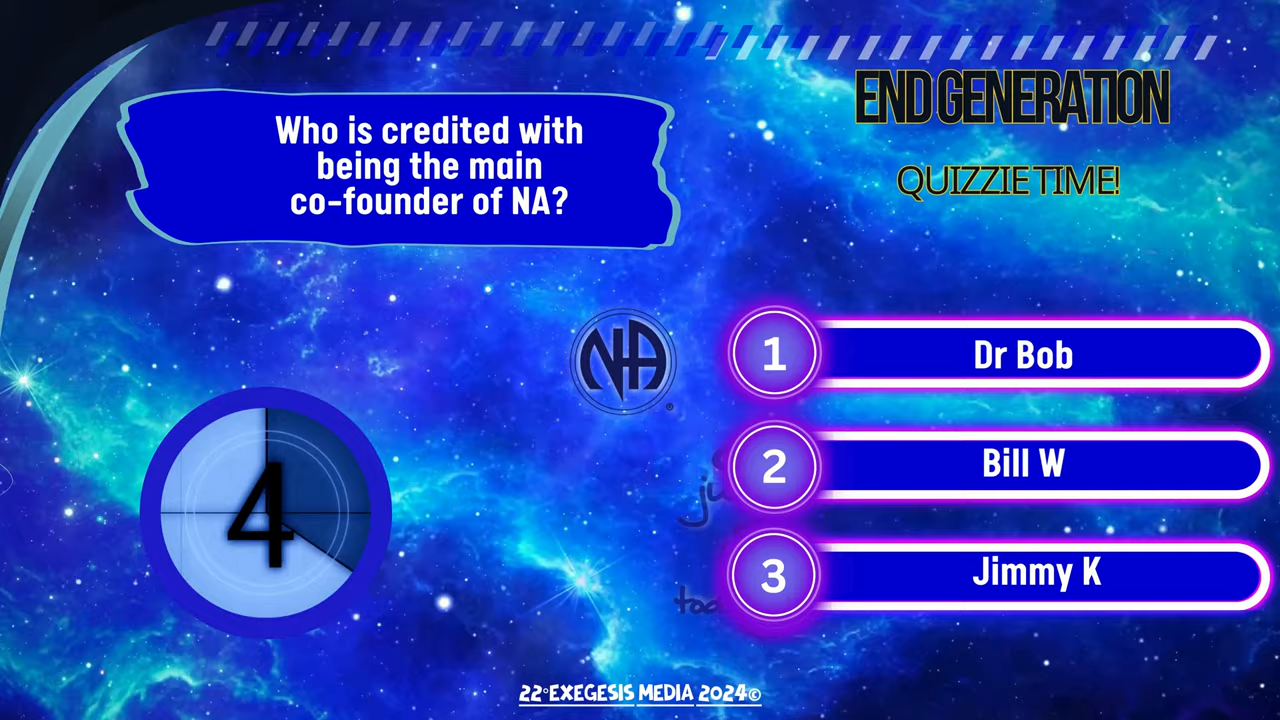 END GENERATION
Who is credited with
being the main
co-founder of NA?
QUIZZIE TIME!
NA
®
1
Dr Bob
2
Bill W
3
Jimmy K
4
22°EXEGESIS MEDIA 2024©